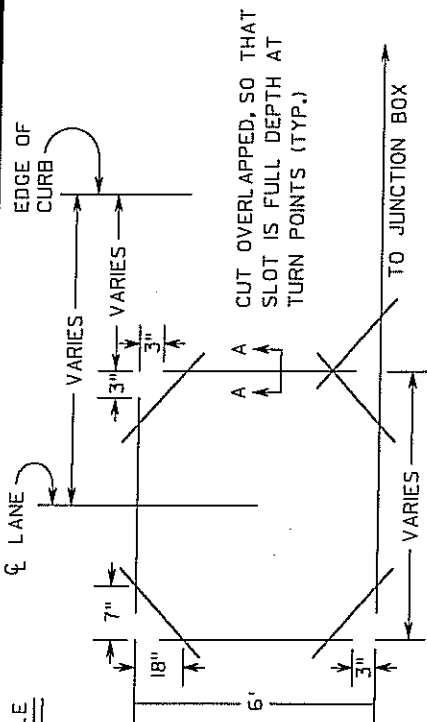 EDGE OF
CURB
℄ LANE
VARIES
VARIES
3"
3"
7"
18"
A
A
CUT OVERLAPPED, SO THAT
SLOT IS FULL DEPTH AT
TURN POINTS (TYP.)
6'
3"
VARIES
TO JUNCTION BOX